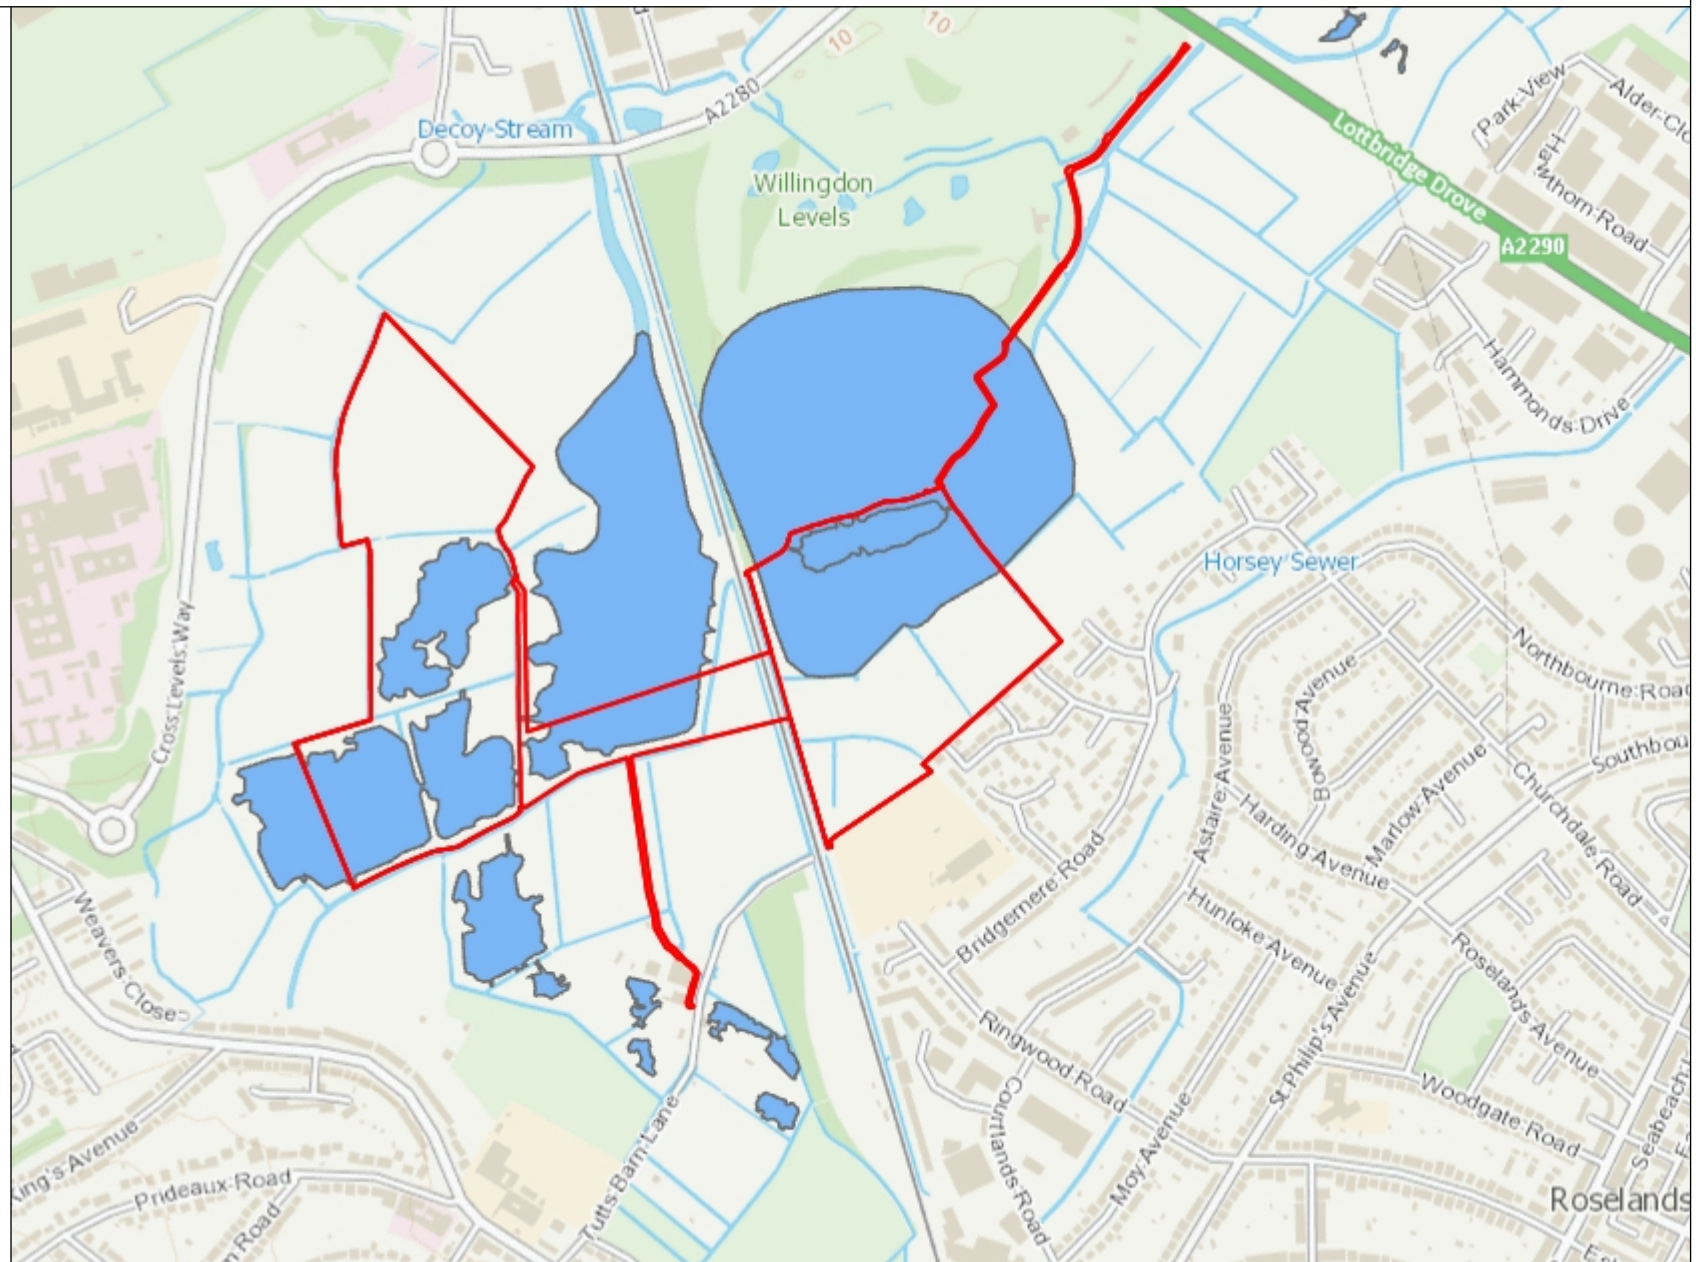 10
10
A2280
Decoy Stream
Willingdon
Levels
Park View
Alder-Clo
Hawthorn Road
Lottbridge Drove
A2290
Hammonds Drive
Cross Levels Way
Horsey Sewer
Northbourne Road
Southbou
Bowood Avenue
Astaire Avenue
Marlow Avenue
Churchdale Road
Harding Avenue
Bridgemere Road
Hunloke Avenue
Weavers Close
Roselands Avenue
St Philip's Avenue
Ringwood Road
Woodgate Road
Courtlands Road
Moy Avenue
Seabeach L
King's Avenue
Prideaux Road
Tutts Barn Lane
Roselands
n Road